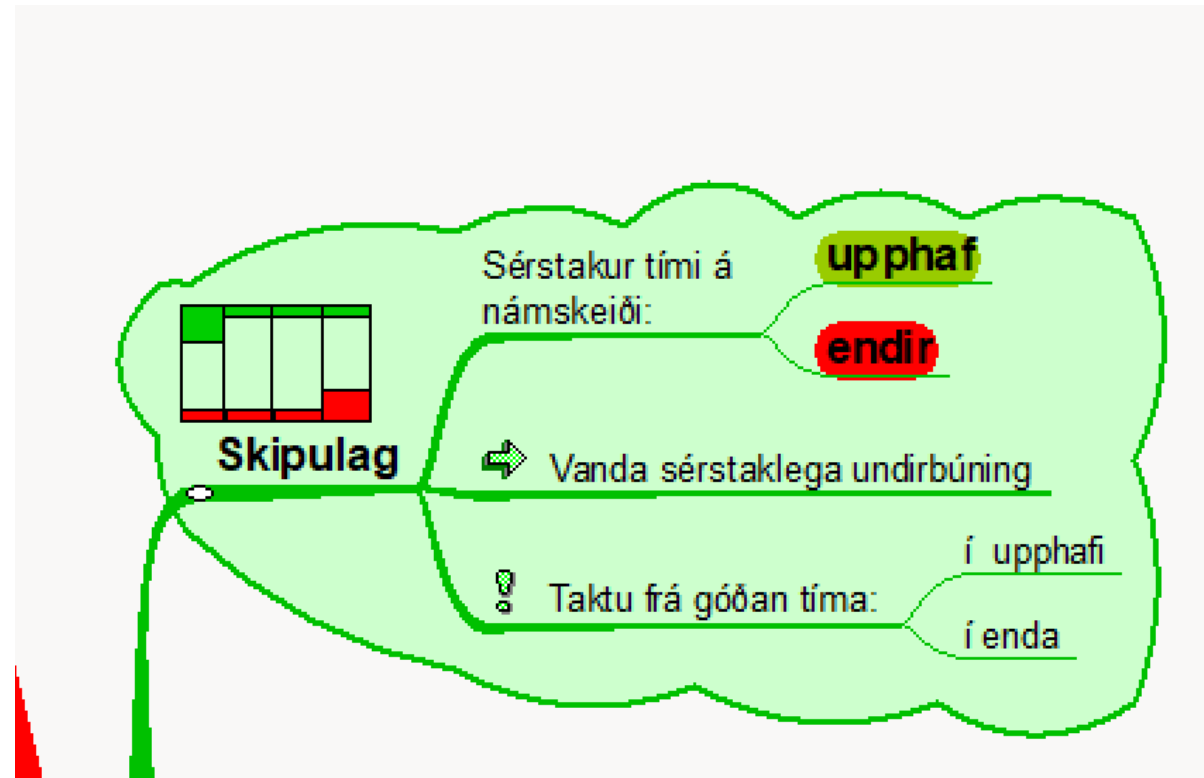 Skipulag
Sérstakur tími á
námskeiði:
upphaf
endir
Vanda sérstaklega undirbúning
Taktu frá góðan tíma:
í upphafi
í enda